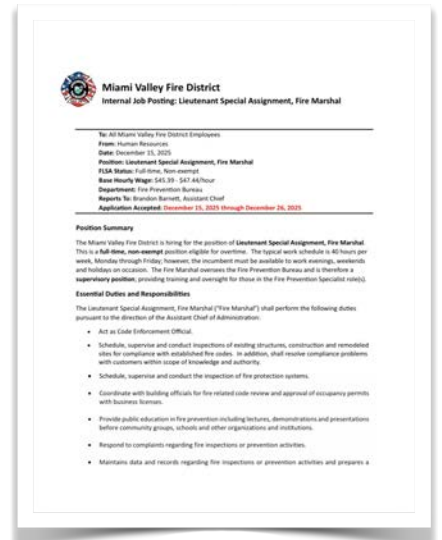 Miami Valley Fire District
Internal Job Posting: Lieutenant Special Assignment, Fire Marshal
To: All Miami Valley Fire District Employees
From: Human Resources
Date: December 15, 2025
Position: Lieutenant Special Assignment, Fire Marshal
FLSA Status: Full-time, Non-exempt
Base Hourly Wage: $45.39 - $47.44/hour
Department: Fire Prevention Bureau
Reports To: Brandon Barnett, Assistant Chief
Application Accepted: December 15, 2025 through December 26, 2025
Position Summary
The Miami Valley Fire District is hiring for the position of Lieutenant Special Assignment, Fire Marshal.
This is a full-time, non-exempt position eligible for overtime. The typical work schedule is 40 hours per
week, Monday through Friday; however, the incumbent must be available to work evenings, weekends
and holidays on occasion. The Fire Marshal oversees the Fire Prevention Bureau and is therefore a
supervisory position, providing training and oversight for those in the Fire Prevention Specialist role(s).
Essential Duties and Responsibilities
The Lieutenant Special Assignment, Fire Marshal ("Fire Marshal") shall perform the following duties
pursuant to the direction of the Assistant Chief of Administration:
• Act as Code Enforcement Official.
• Schedule, supervise and conduct inspections of existing structures, construction and remodeled
sites for compliance with established fire codes. In addition, shall resolve compliance problems
with customers within scope of knowledge and authority.
• Schedule, supervise and conduct the inspection of fire protection systems.
• Coordinate with building officials for fire related code review and approval of occupancy permits
with business licenses.
• Provide public education in fire prevention including lectures, demonstrations and presentations
before community groups, schools and other organizations and institutions.
• Respond to complaints regarding fire inspections or prevention activities.
• Maintains data and records regarding fire inspections or prevention activities and prepares a